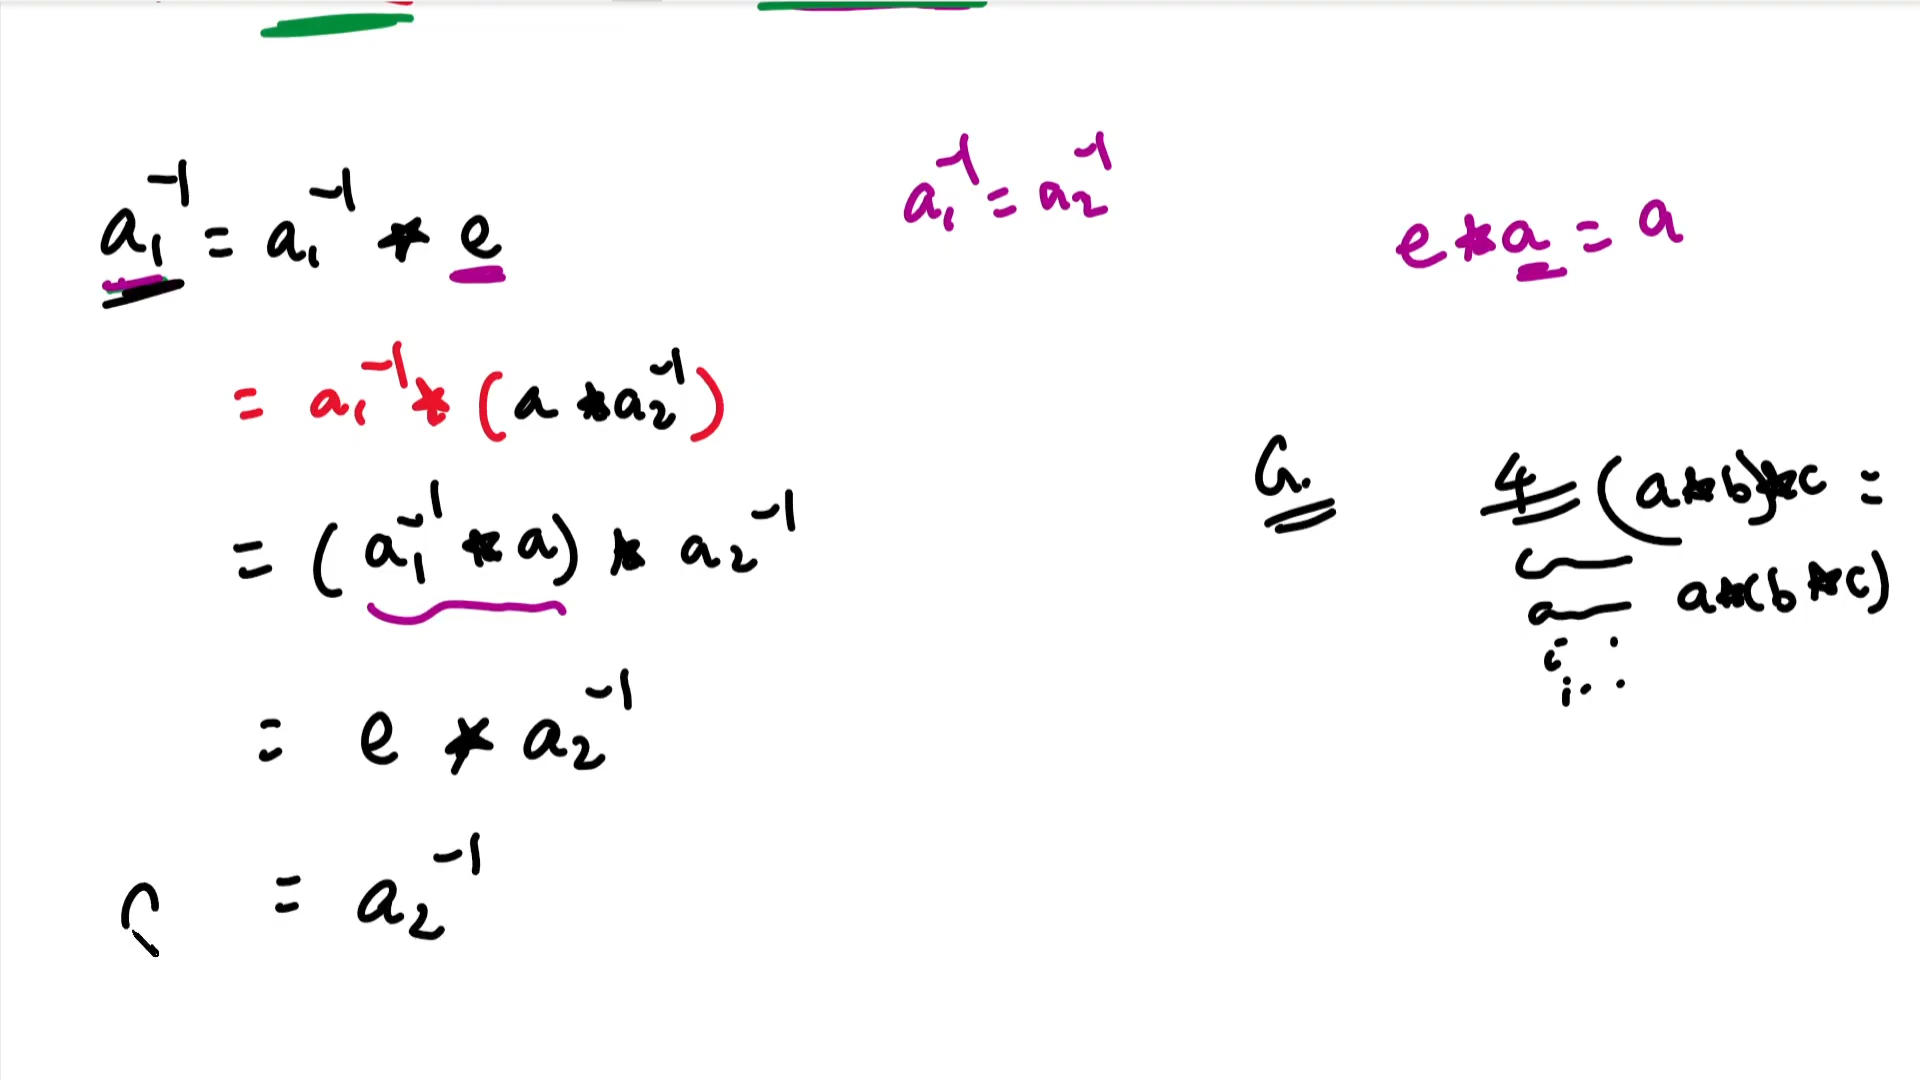 a₁⁻¹ = a₁⁻¹ * e
= a₁⁻¹ * (a * a₂⁻¹)
= (a₁⁻¹ * a) * a₂⁻¹
= e * a₂⁻¹
= a₂⁻¹
a₁⁻¹ = a₂⁻¹
e * a = a
G. 4 (a * b) * c =
c
a * (b * c)
a
i
i